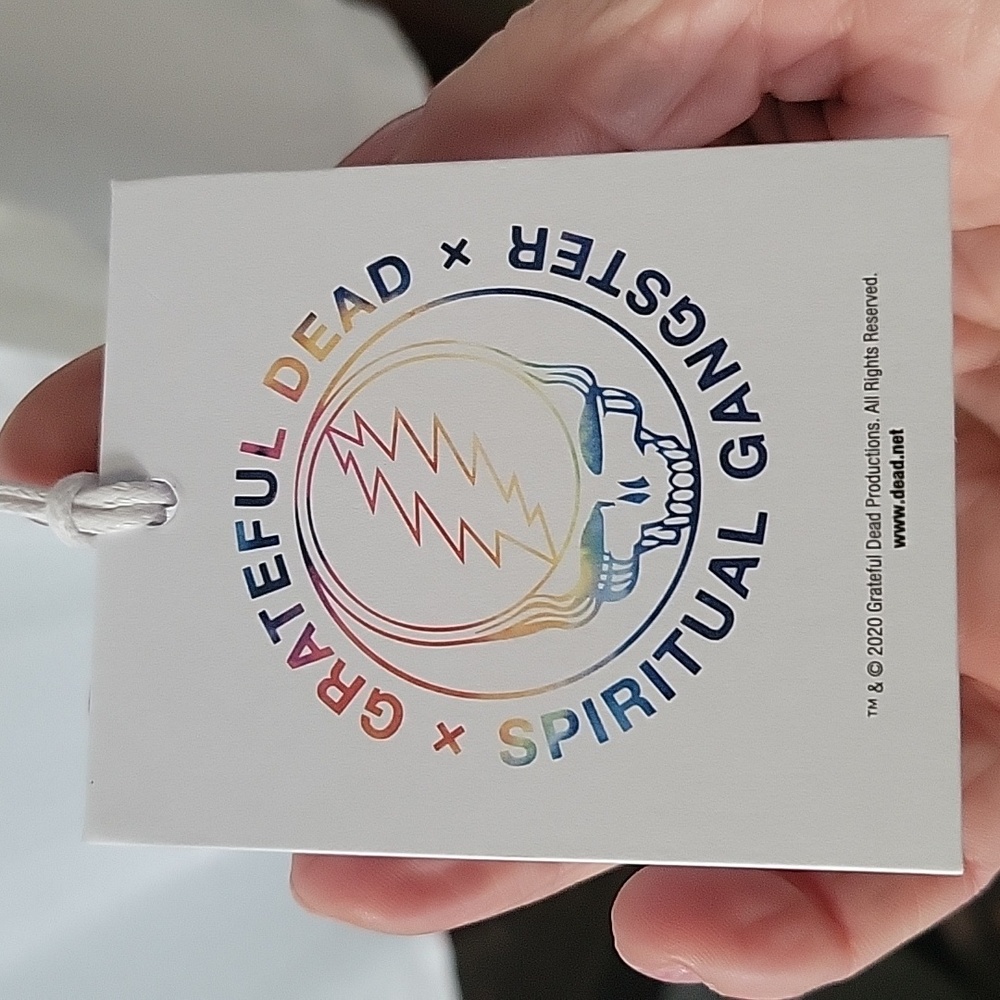 GRATEFUL DEAD ×
SPIRITUAL GANGSTER ×
™ & © 2020 Grateful Dead Productions. All Rights Reserved.
www.dead.net